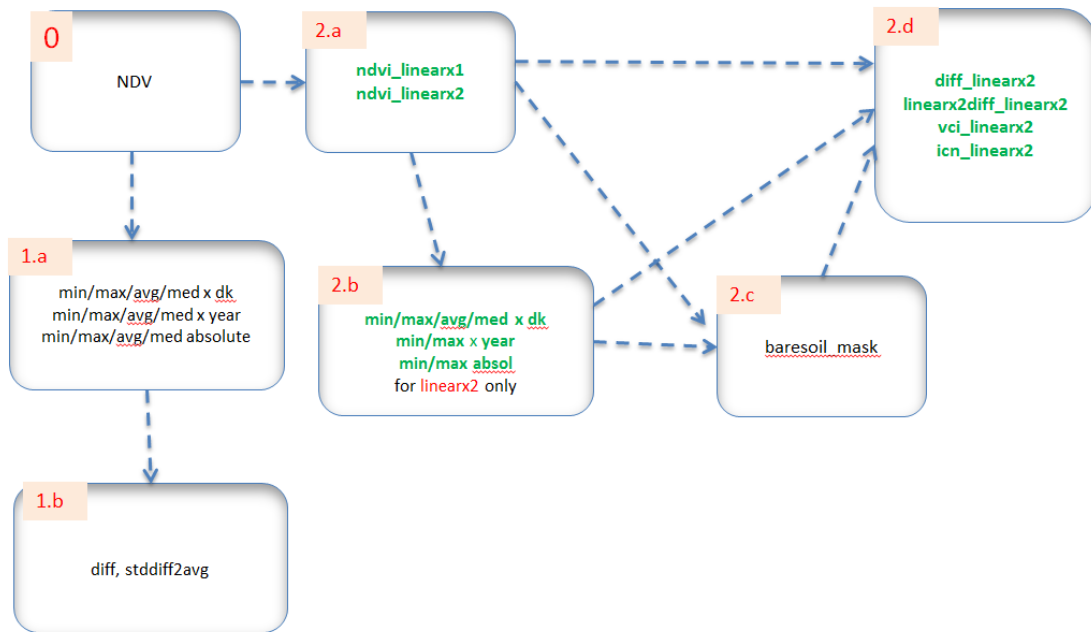 0
NDV
2.a
ndvi_linearx1
ndvi_linearx2
2.d
diff_linearx2
linearx2diff_linearx2
vci_linearx2
icn_linearx2
1.a
min/max/avg/med x dk
min/max/avg/med x year
min/max/avg/med absolute
2.b
min/max/avg/med x dk
min/max x year
min/max absol
for linearx2 only
2.c
baresoil_mask
1.b
diff, stddiff2avg